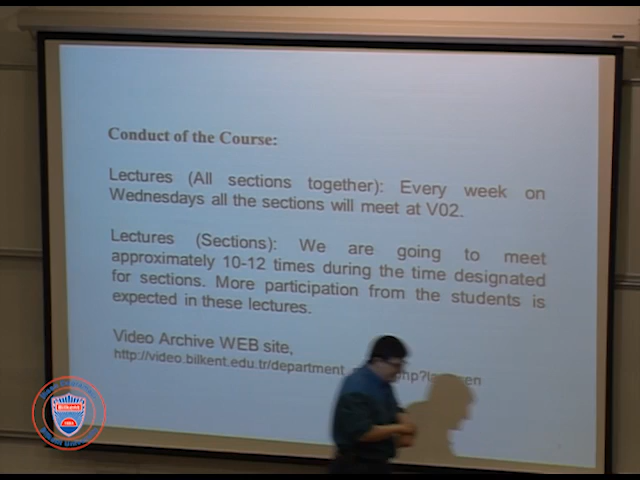 Conduct of the Course:
Lectures (All sections together): Every week on
Wednesdays all the sections will meet at V02.
Lectures (Sections): We are going to meet
approximately 10-12 times during the time designated
for sections. More participation from the students is
expected in these lectures.
Video Archive WEB site,
http://video.bilkent.edu.tr/department
Bilkent